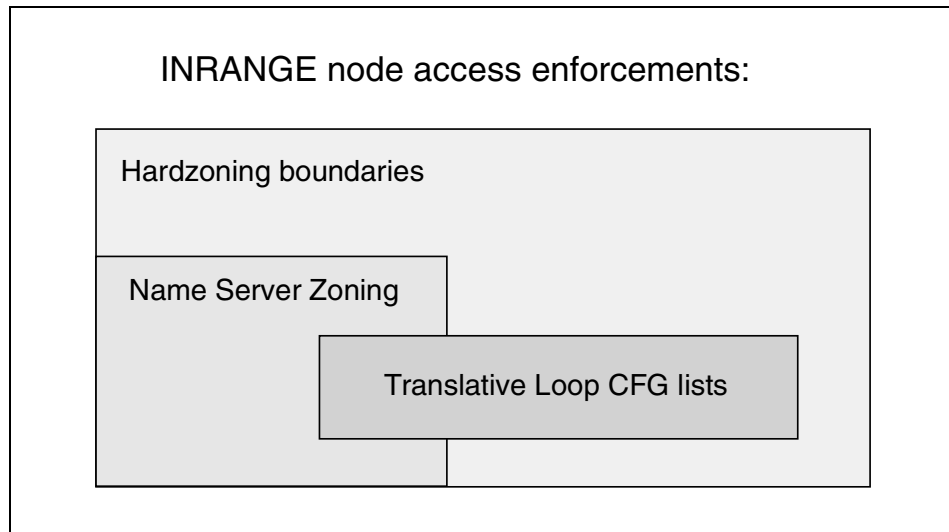 INRANGE node access enforcements:
Hardzoning boundaries
Name Server Zoning
Translative Loop CFG lists